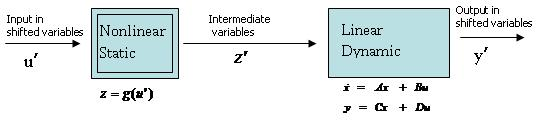 Input in
shifted variables
u′
Nonlinear
Static
z = g(u′)
Intermediate
variables
z′
Linear
Dynamic
ẋ = Ax + Bu
y = Cx + Du
Output in
shifted variables
y′